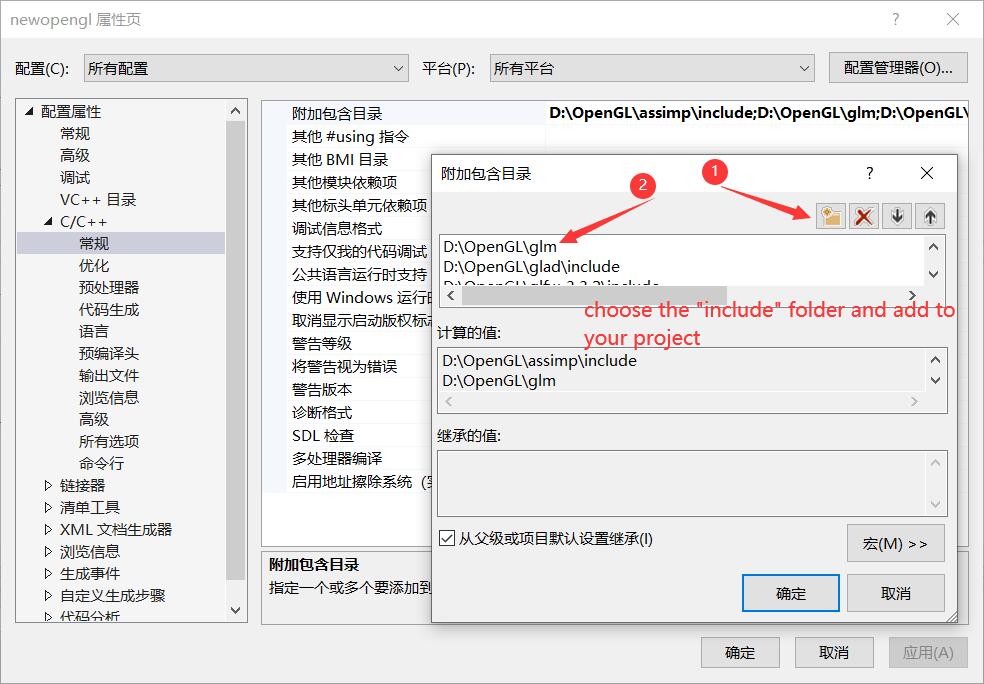 newopengl 属性页
配置(C):
所有配置
平台(P):
所有平台
配置管理器(O)...
配置属性
常规
高级
调试
VC++ 目录
C/C++
常规
优化
预处理器
代码生成
语言
预编译头
输出文件
浏览信息
高级
所有选项
命令行
链接器
清单工具
XML 文档生成器
浏览信息
生成事件
自定义生成步骤
代码分析
附加包含目录
D:\OpenGL\assimp\include;D:\OpenGL\glm;D:\OpenGL\
其他 #using 指令
其他 BMI 目录
其他模块依赖项
其他标头单元依赖项
调试信息格式
支持仅我的代码调试
公共语言运行时支持
使用 Windows 运行时
取消显示启动版权标志
警告等级
将警告视为错误
警告版本
诊断格式
SDL 检查
多处理器编译
启用地址擦除系统
附加包含目录
指定一个或多个要添加到
附加包含目录
1
2
D:\OpenGL\glm
D:\OpenGL\glad\include
D:\OpenGL\glfw-3.3.2\include
choose the "include" folder and add to
your project
计算的值:
D:\OpenGL\assimp\include
D:\OpenGL\glm
继承的值:
从父级或项目默认设置继承(I)
宏(M) >>
确定
取消
确定
取消
应用(A)